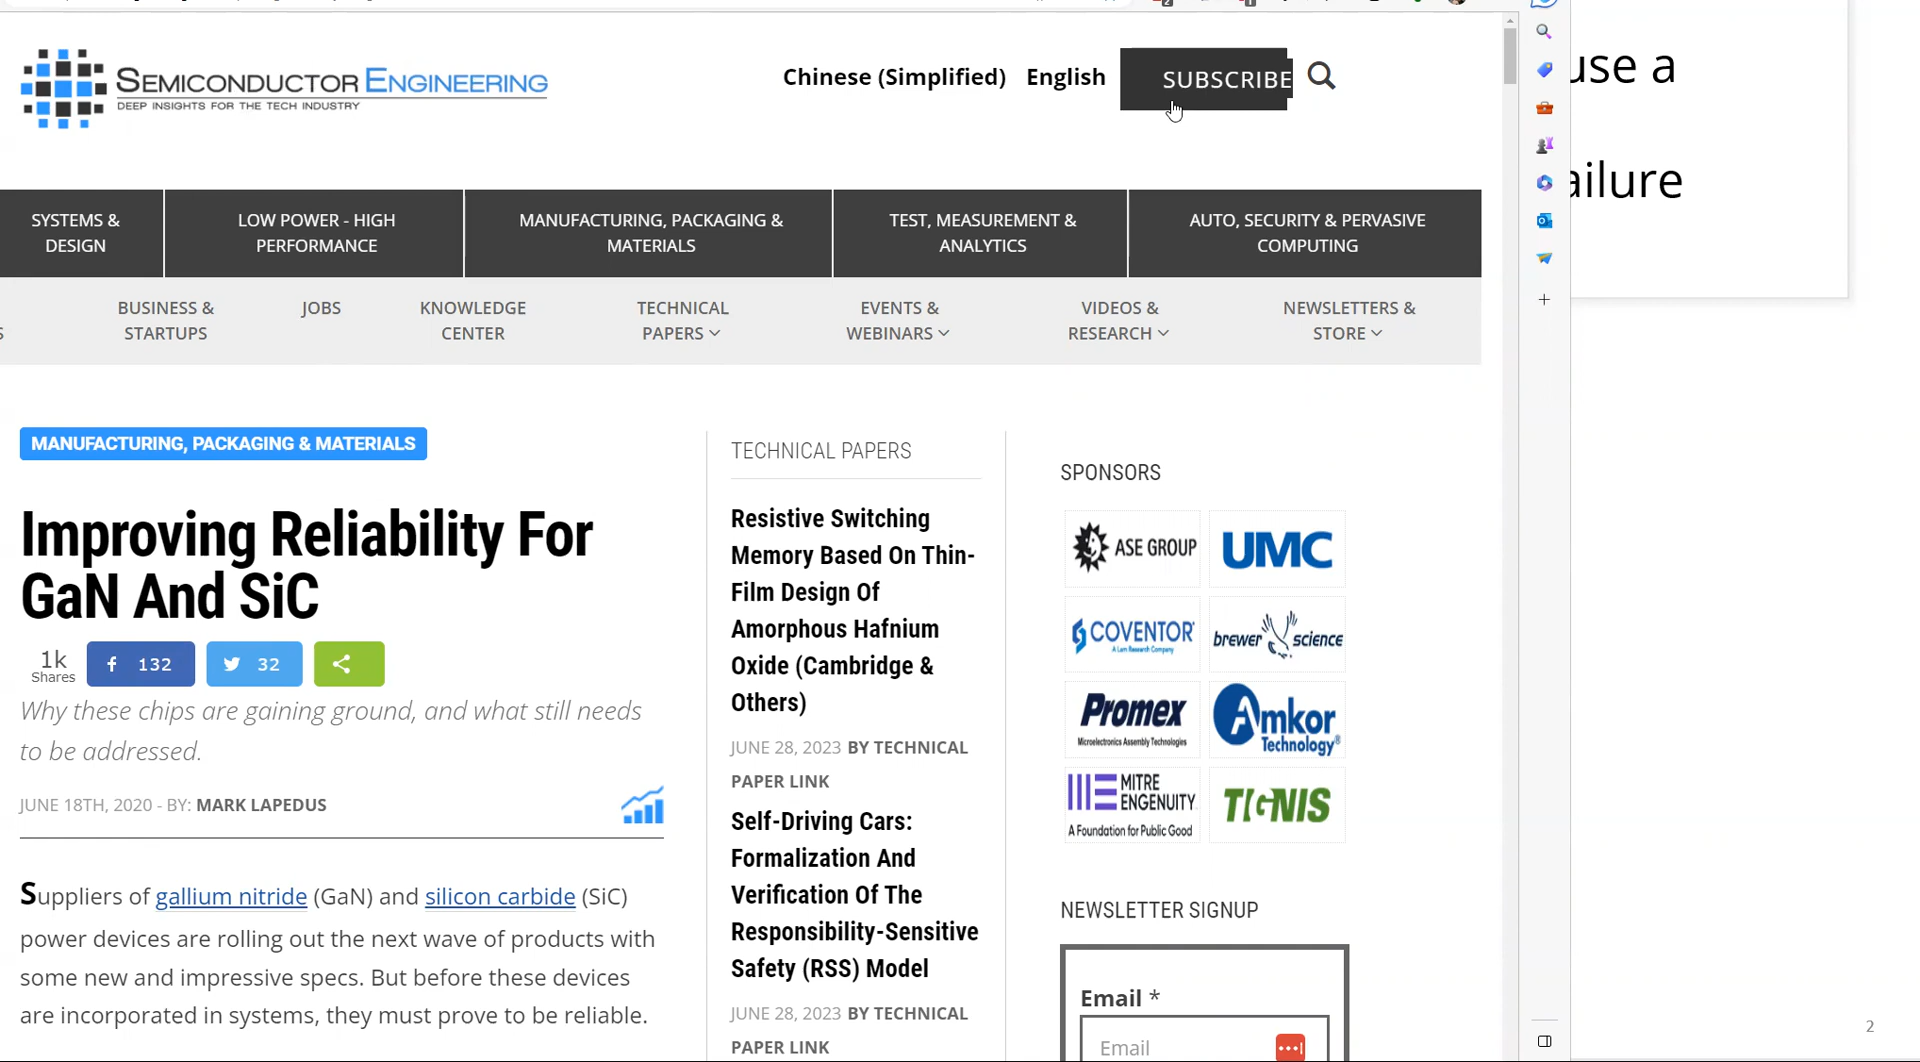 SEMICONDUCTOR ENGINEERING
DEEP INSIGHTS FOR THE TECH INDUSTRY
Chinese (Simplified) English SUBSCRIBE
use a
ailure
SYSTEMS &
DESIGN
LOW POWER - HIGH
PERFORMANCE
MANUFACTURING, PACKAGING &
MATERIALS
TEST, MEASUREMENT &
ANALYTICS
AUTO, SECURITY & PERVASIVE
COMPUTING
S
BUSINESS &
STARTUPS
JOBS
KNOWLEDGE
CENTER
TECHNICAL
PAPERS
EVENTS &
WEBINARS
VIDEOS &
RESEARCH
NEWSLETTERS &
STORE
MANUFACTURING, PACKAGING & MATERIALS
Improving Reliability For
GaN And SiC
1k
Shares
132
32
Why these chips are gaining ground, and what still needs
to be addressed.
JUNE 18TH, 2020 - BY: MARK LAPEDUS
Suppliers of gallium nitride (GaN) and silicon carbide (SiC)
power devices are rolling out the next wave of products with
some new and impressive specs. But before these devices
are incorporated in systems, they must prove to be reliable.
TECHNICAL PAPERS
Resistive Switching
Memory Based On Thin-
Film Design Of
Amorphous Hafnium
Oxide (Cambridge &
Others)
JUNE 28, 2023 BY TECHNICAL
PAPER LINK
Self-Driving Cars:
Formalization And
Verification Of The
Responsibility-Sensitive
Safety (RSS) Model
JUNE 28, 2023 BY TECHNICAL
PAPER LINK
SPONSORS
ASE GROUP
UMC
COVENTOR
A Lam Research Company
brewer science
Promex
Microelectronics Assembly Technologies
Amkor
Technology®
MITRE
ENGENUITY
A Foundation for Public Good
TIGNIS
NEWSLETTER SIGNUP
Email *
Email
2